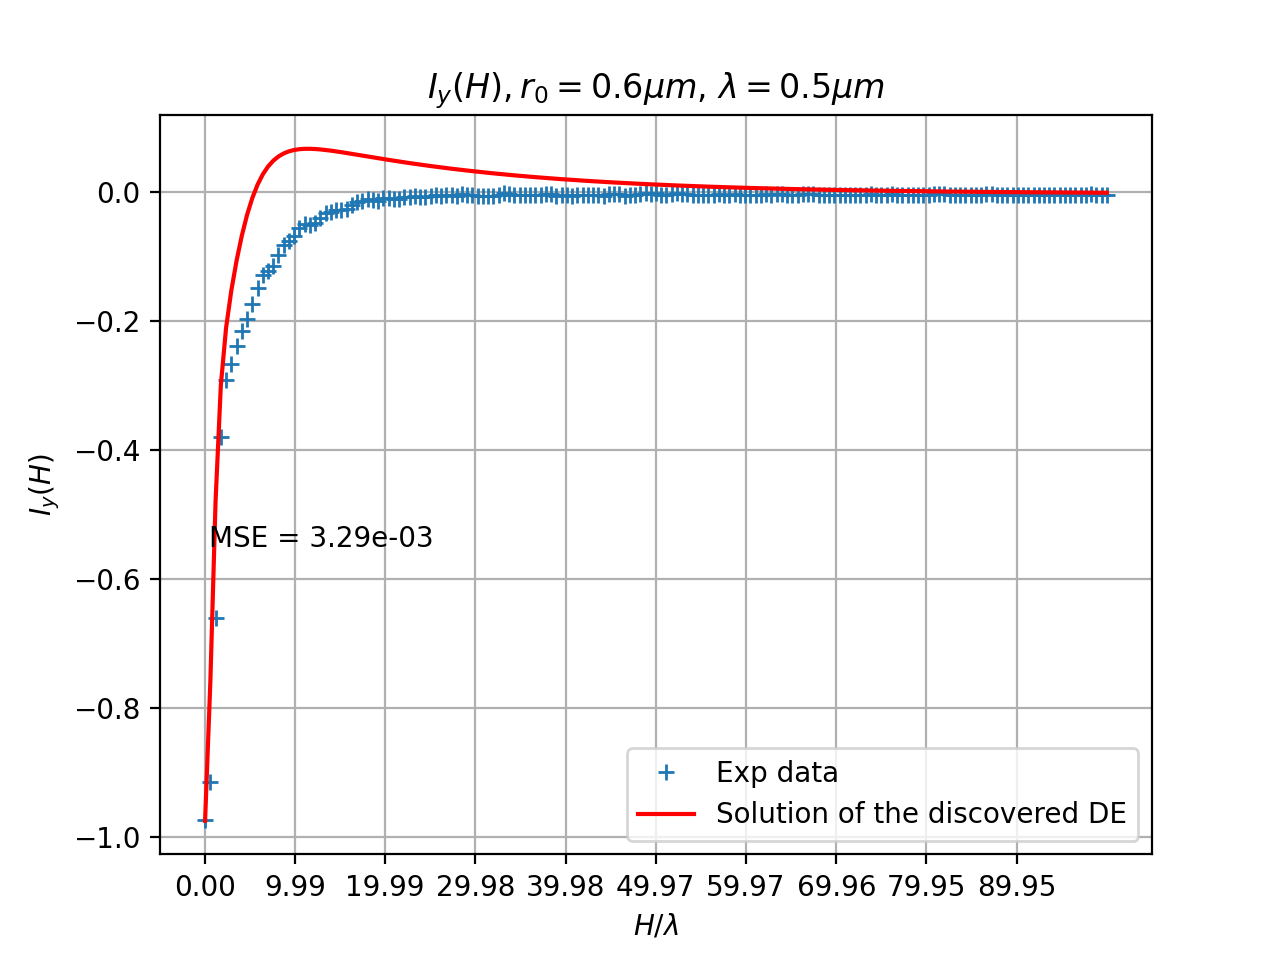 I_y(H), r_0 = 0.6μm, λ = 0.5μm
0.0
−0.2
−0.4
−0.6
−0.8
−1.0
I_y(H)
MSE = 3.29e-03
Exp data
Solution of the discovered DE
0.00 9.99 19.99 29.98 39.98 49.97 59.97 69.96 79.95 89.95
H/λ